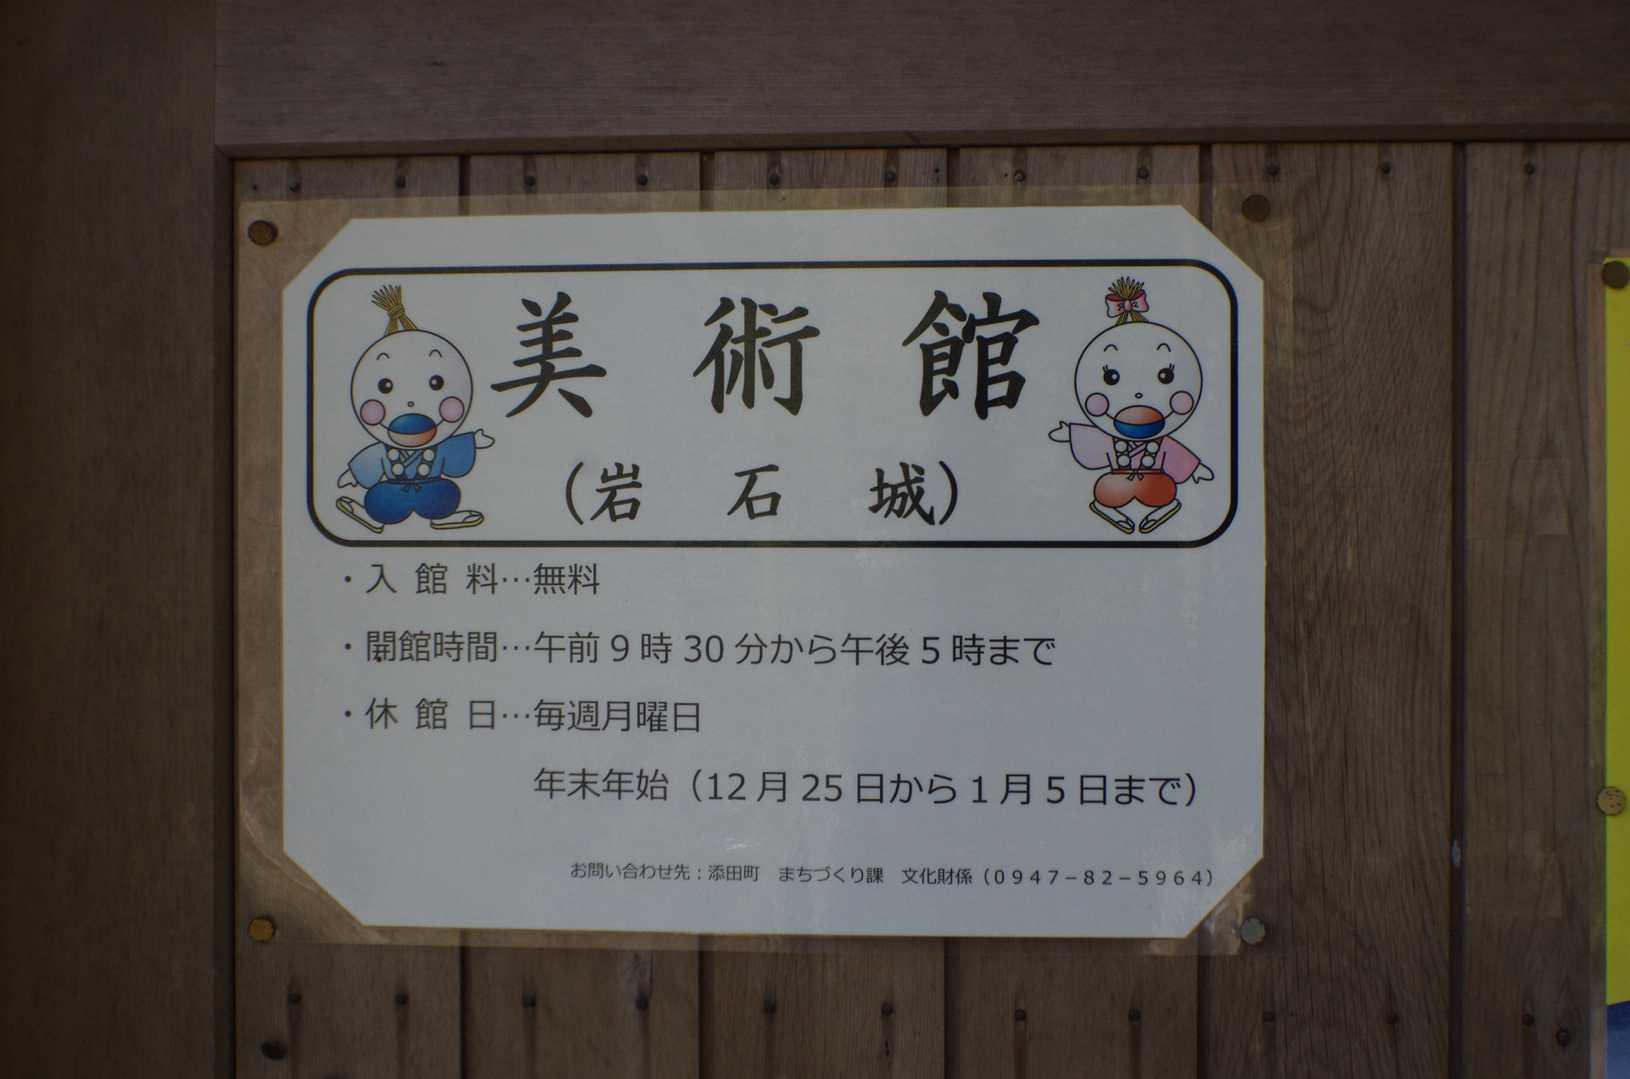 美術館
（岩石城）
・入館料…無料
・開館時間…午前9時30分から午後5時まで
・休館日…毎週月曜日
年末年始（12月25日から1月5日まで）
お問い合わせ先：添田町　まちづくり課　文化財係（０９４７－８２－５９６４）